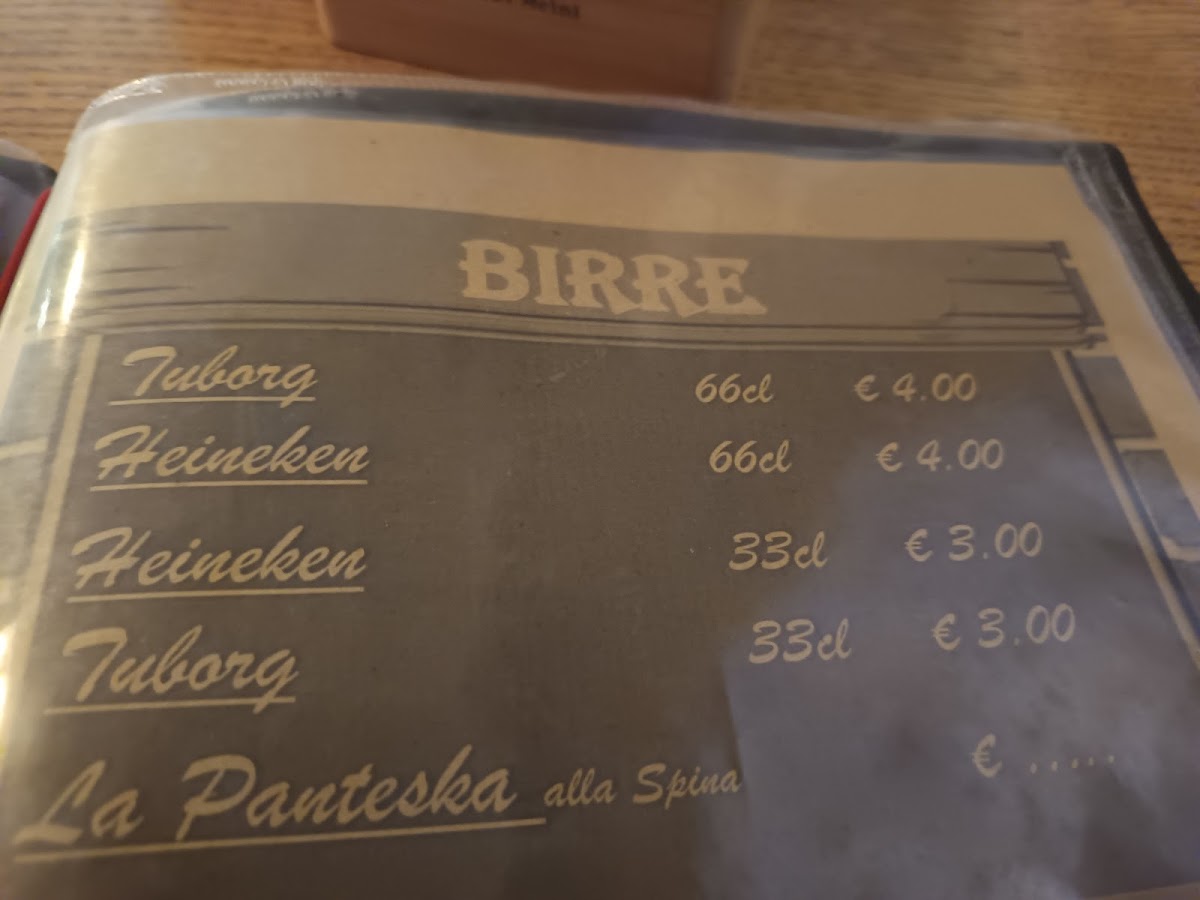 BIRRE
Tuborg 66cl € 4.00
Heineken 66cl € 4.00
Heineken 33cl € 3.00
Tuborg 33cl € 3.00
La Panteska alla Spina € .....